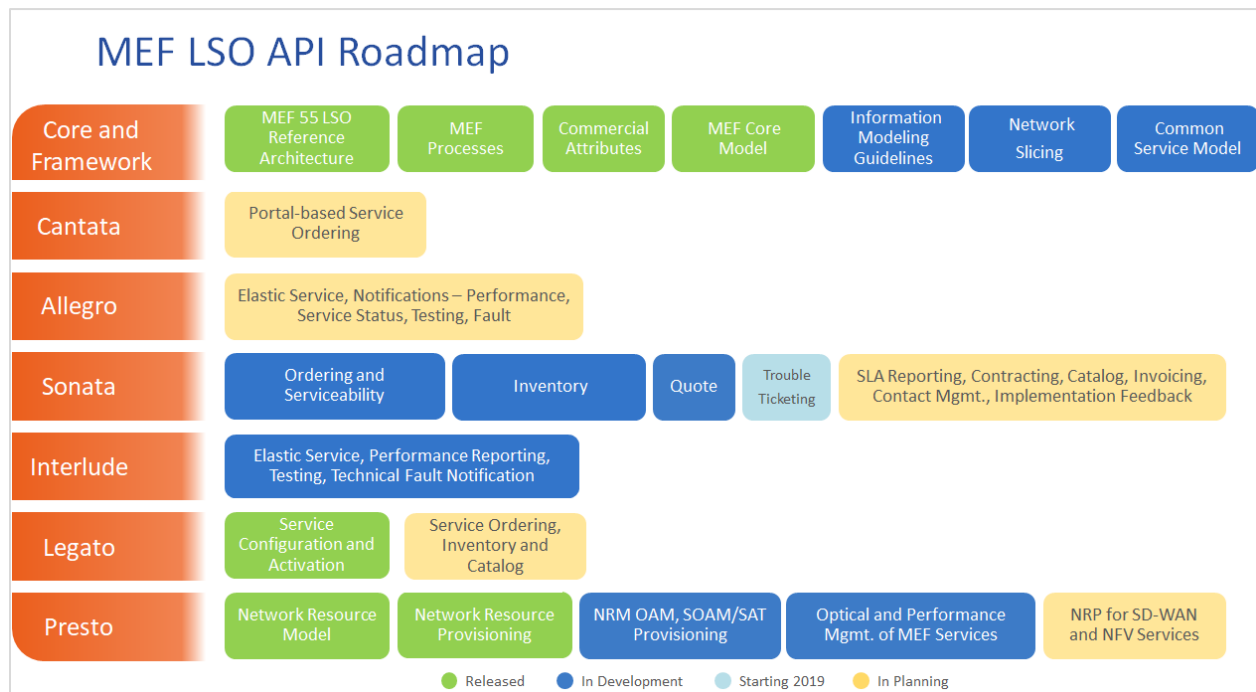 MEF LSO API Roadmap
Core and
Framework
MEF 55 LSO
Reference
Architecture
MEF
Processes
Commercial
Attributes
MEF Core
Model
Information
Modeling
Guidelines
Network
Slicing
Common
Service Model
Cantata
Portal-based Service
Ordering
Allegro
Elastic Service, Notifications – Performance,
Service Status, Testing, Fault
Sonata
Ordering and
Serviceability
Inventory
Quote
Trouble
Ticketing
SLA Reporting, Contracting, Catalog, Invoicing,
Contact Mgmt., Implementation Feedback
Interlude
Elastic Service, Performance Reporting,
Testing, Technical Fault Notification
Legato
Service
Configuration and
Activation
Service Ordering,
Inventory and
Catalog
Presto
Network Resource
Model
Network Resource
Provisioning
NRM OAM, SOAM/SAT
Provisioning
Optical and Performance
Mgmt. of MEF Services
NRP for SD-WAN
and NFV Services
Released
In Development
Starting 2019
In Planning